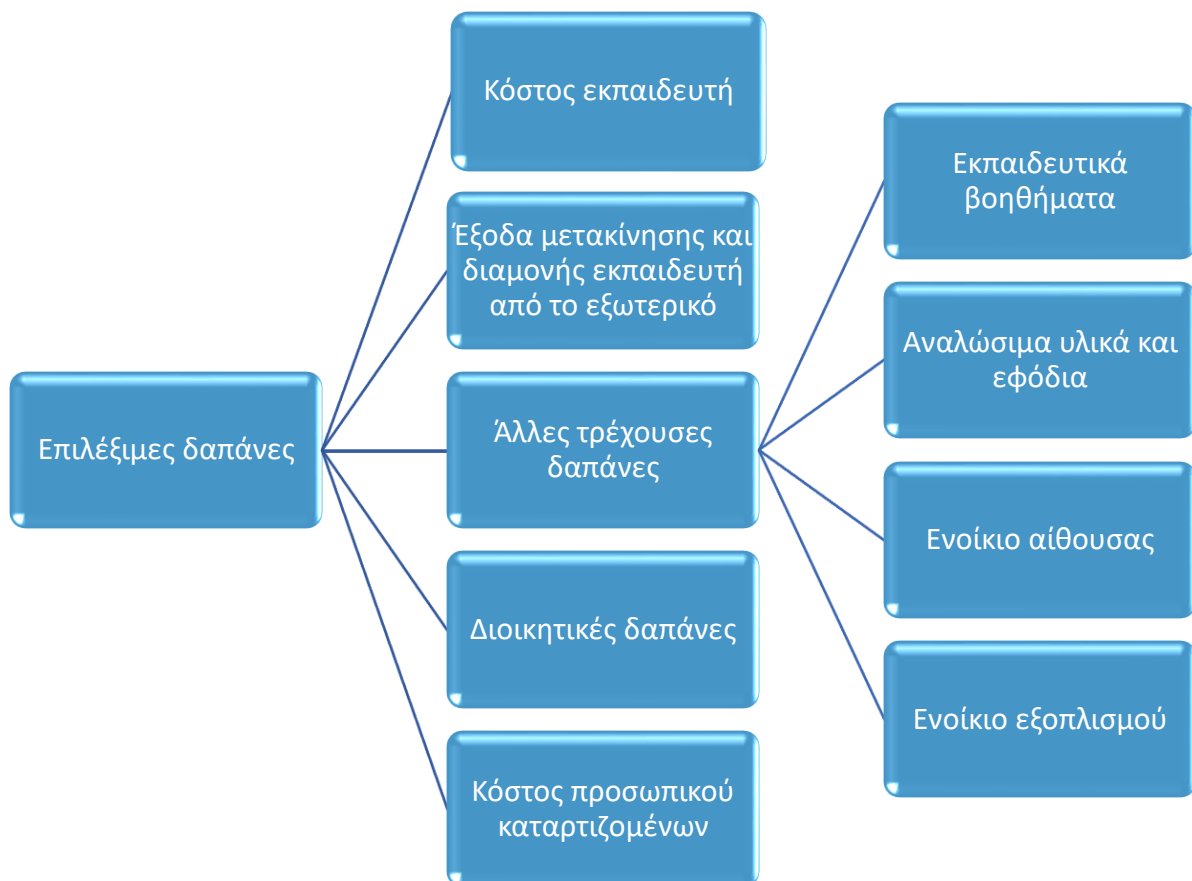 Επιλέξιμες δαπάνες
Κόστος εκπαιδευτή
Έξοδα μετακίνησης και
διαμονής εκπαιδευτή
από το εξωτερικό
Άλλες τρέχουσες
δαπάνες
Διοικητικές δαπάνες
Κόστος προσωπικού
καταρτιζομένων
Εκπαιδευτικά
βοηθήματα
Αναλώσιμα υλικά και
εφόδια
Ενοίκιο αίθουσας
Ενοίκιο εξοπλισμού